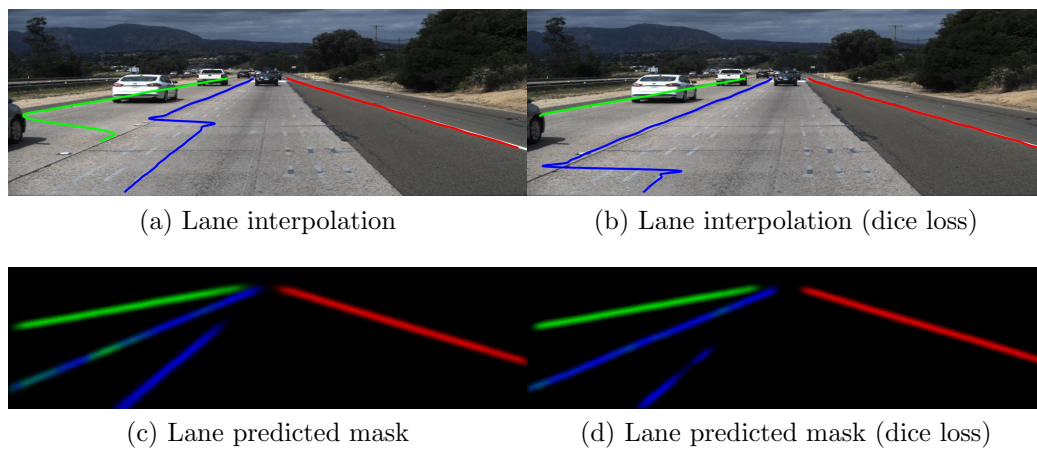 (a) Lane interpolation
(b) Lane interpolation (dice loss)
(c) Lane predicted mask
(d) Lane predicted mask (dice loss)